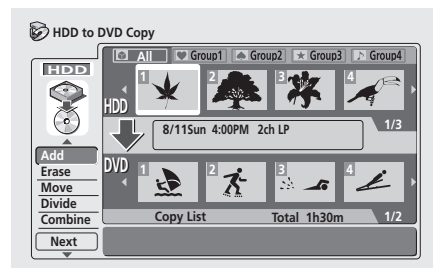 HDD to DVD Copy
All Group1 Group2 Group3 Group4
HDD
1 2 3 4
HDD
8/11Sun 4:00PM 2ch LP
1/3
Add
Erase
Move
Divide
Combine
Next
DVD
1 2 3 4
Copy List Total 1h30m 1/2